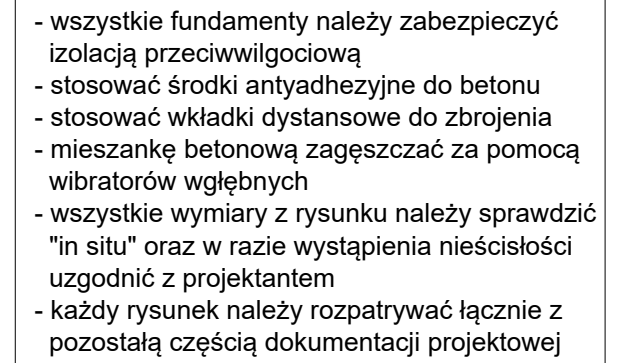 - wszystkie fundamenty należy zabezpieczyć
izolacją przeciwwilgociową
- stosować środki antyadhezyjne do betonu
- stosować wkładki dystansowe do zbrojenia
- mieszankę betonową zagęszczać za pomocą
wibratorów wgłębnych
- wszystkie wymiary z rysunku należy sprawdzić
"in situ" oraz w razie wystąpienia nieścisłości
uzgodnić z projektantem
- każdy rysunek należy rozpatrywać łącznie z
pozostałą częścią dokumentacji projektowej